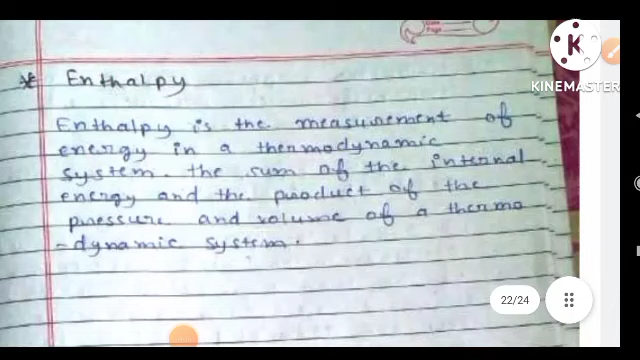 KINEMASTER
* Enthalpy
Enthalpy is the measurement of
energy in a thermodynamic
system. the sum of the internal
energy and the product of the
pressure and volume of a thermo
-dynamic system.
22/24